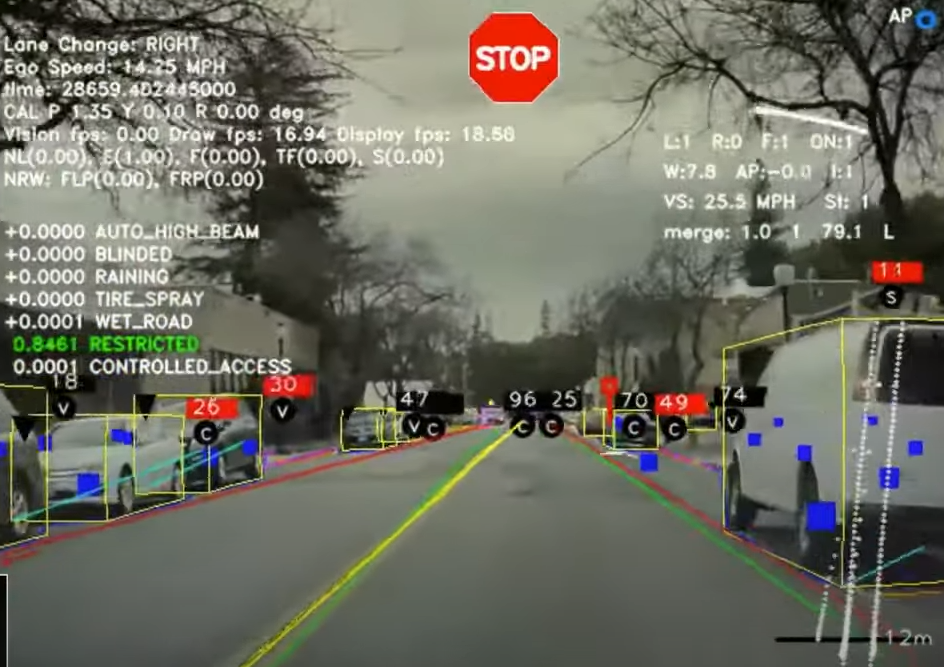 STOP
AP
Lane Change: RIGHT
Ego Speed: 14.25 MPH
time: 28659.402443000
CAL P 1.35 Y 0.10 R 0.00 deg
Vision fps: 0.00 Draw fps: 16.94 Display fps: 18.58
NL(0.00), E(1.00), F(0.00), TF(0.00), S(0.00)
NRW: FLP(0.00), FRP(0.00)
L:1 R:0 F:1 ON:1
W:7.8 AP:-0.0 I:1
VS: 25.5 MPH St: 1
merge: 1.0 1 79.1 L
+0.0000 AUTO_HIGH_BEAM
+0.0000 BLINDED
+0.0000 RAINING
+0.0000 TIRE_SPRAY
+0.0001 WET_ROAD
0.8461 RESTRICTED
0.0001 CONTROLLED_ACCESS
11
S
18
V
30
V
26
C
47
V C
96 25
C C
70 49
C C
74
V
12m